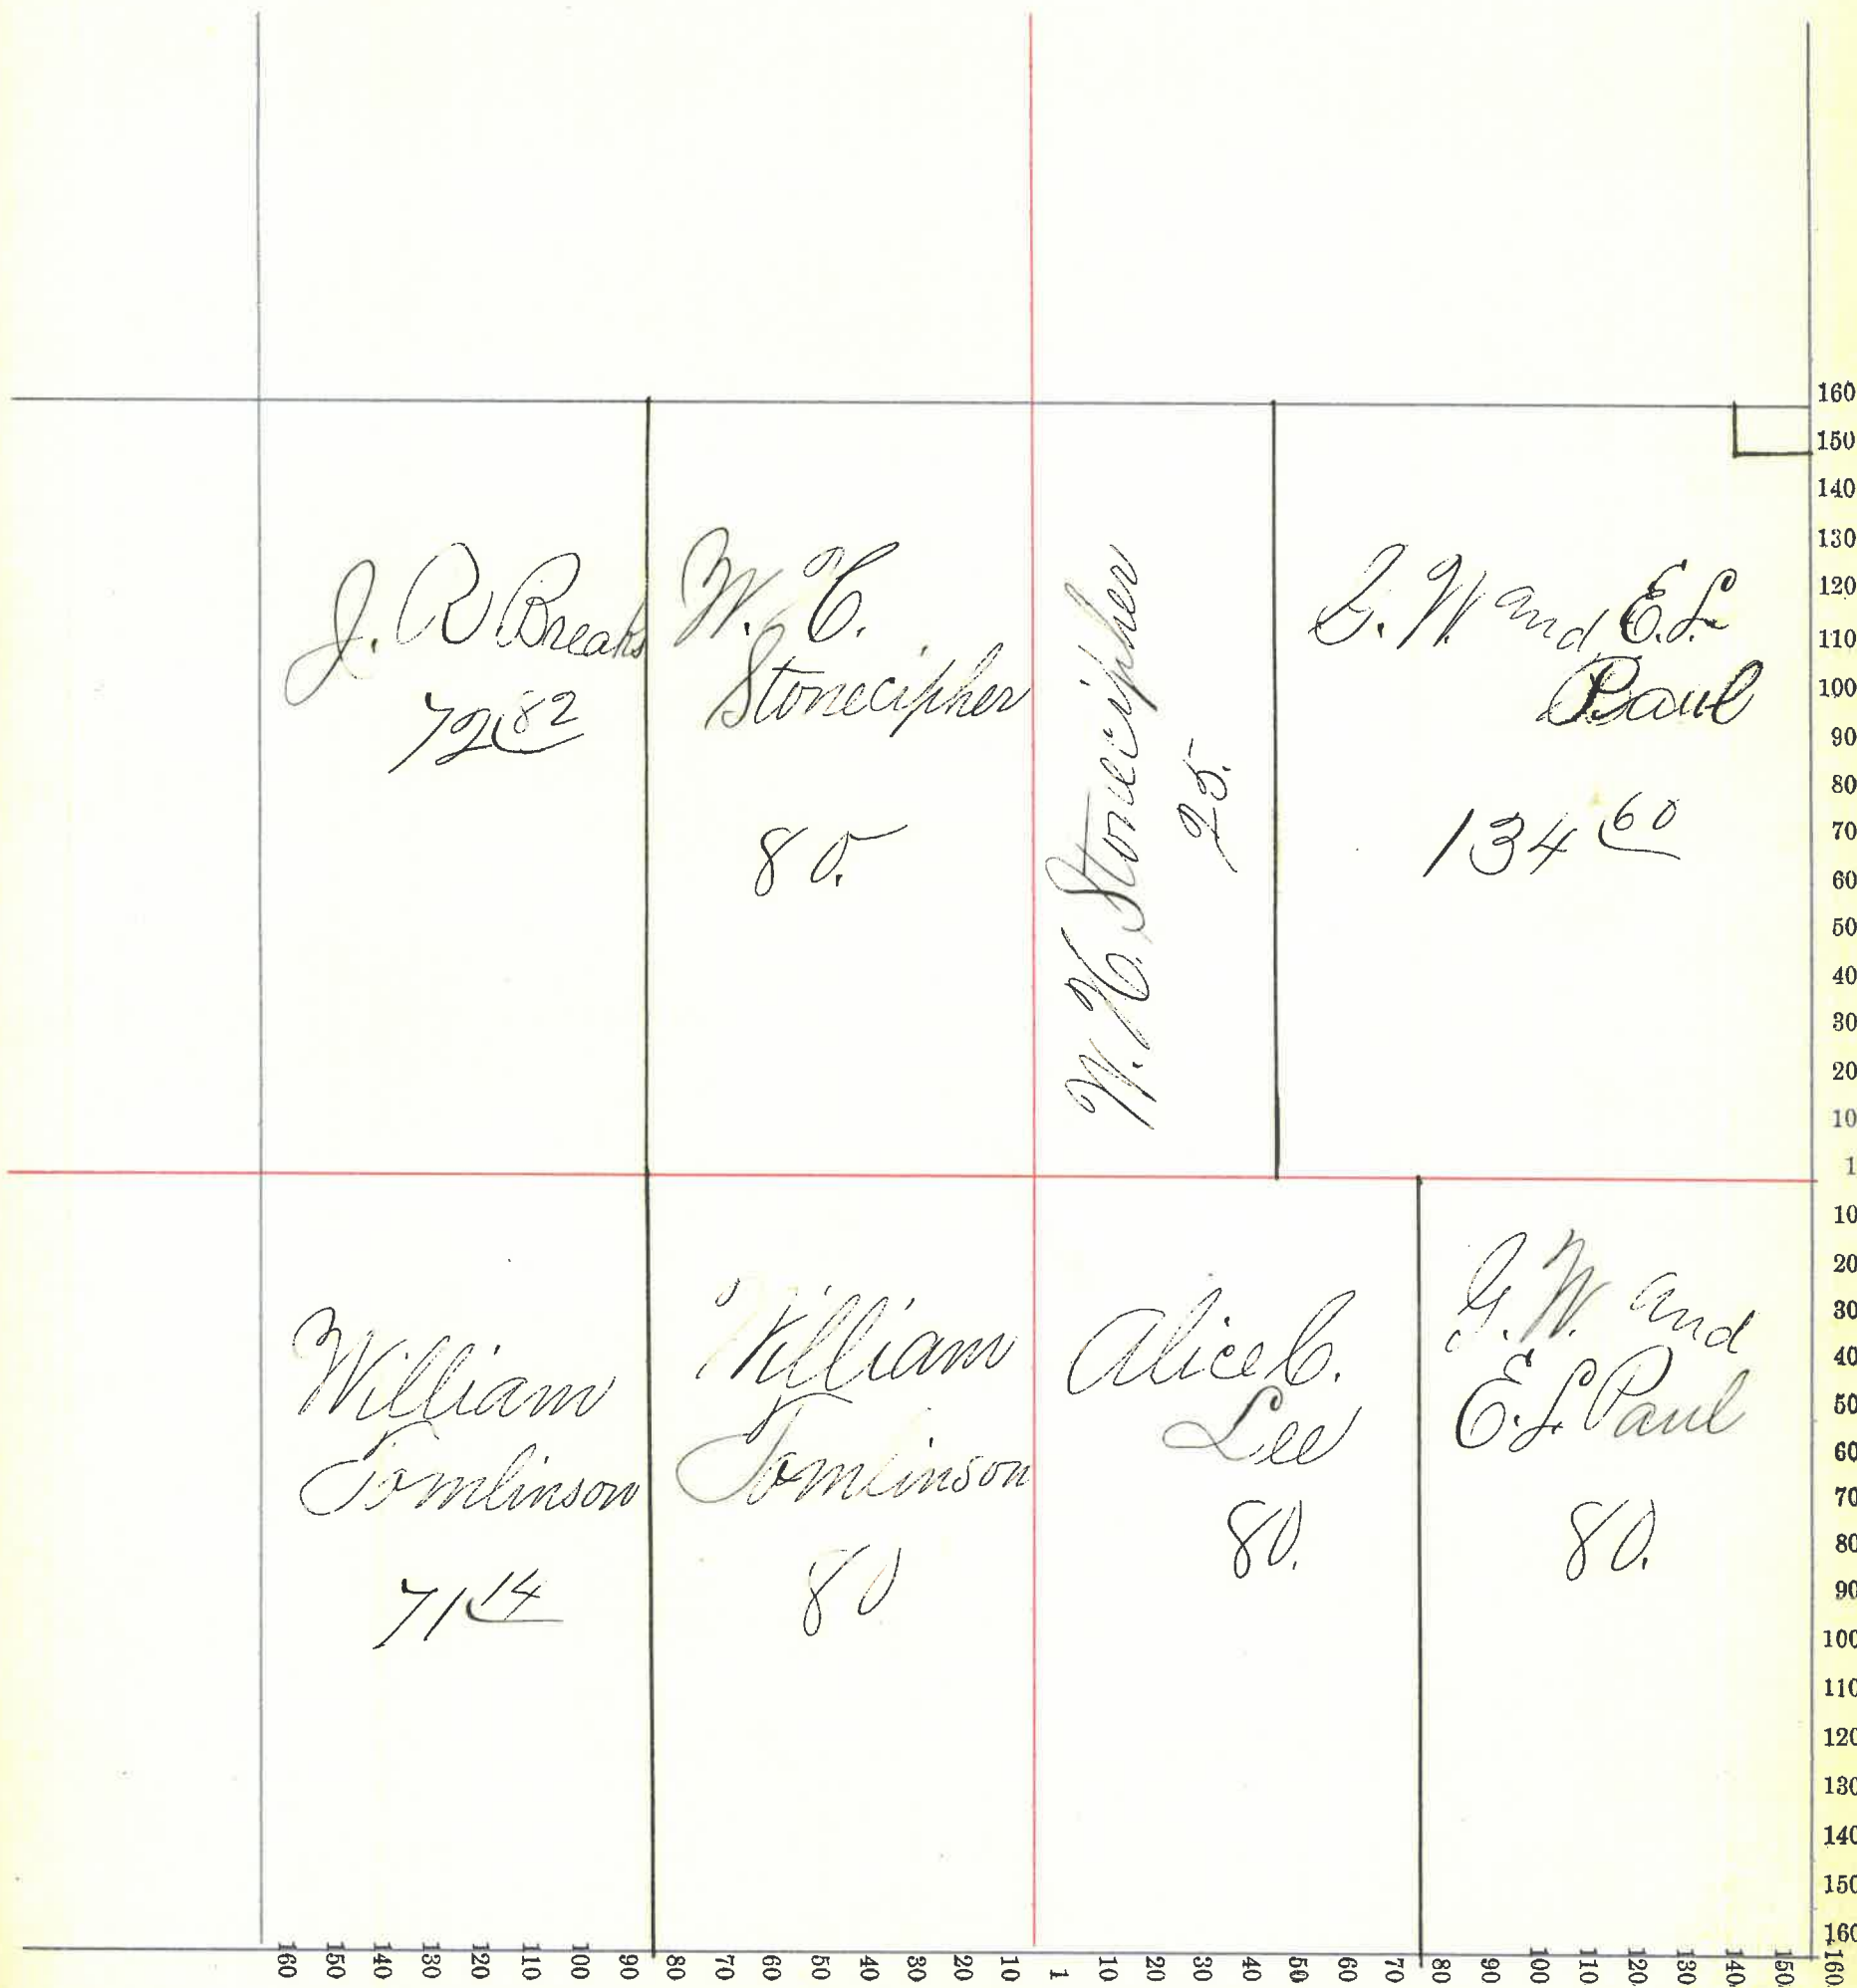 J. R. Breaks
72 82
W. C.
Stonecipher
80.
W. H. Stonecipher
25.
G. W. and E. L.
Paul
134 60
160
150
140
130
120
110
100
90
80
70
60
50
40
30
20
10
1
10
20
30
40
50
60
70
80
90
100
110
120
130
140
150
160
William
Tomlinson
71 14
William
Tomlinson
80
Alice C.
Lee
80.
G. W. and
E. L. Paul
80.
160 150 140 130 120 110 100 90 80 70 60 50 40 30 20 10 1 10 20 30 40 50 60 70 80 90 100 110 120 130 140 150 160